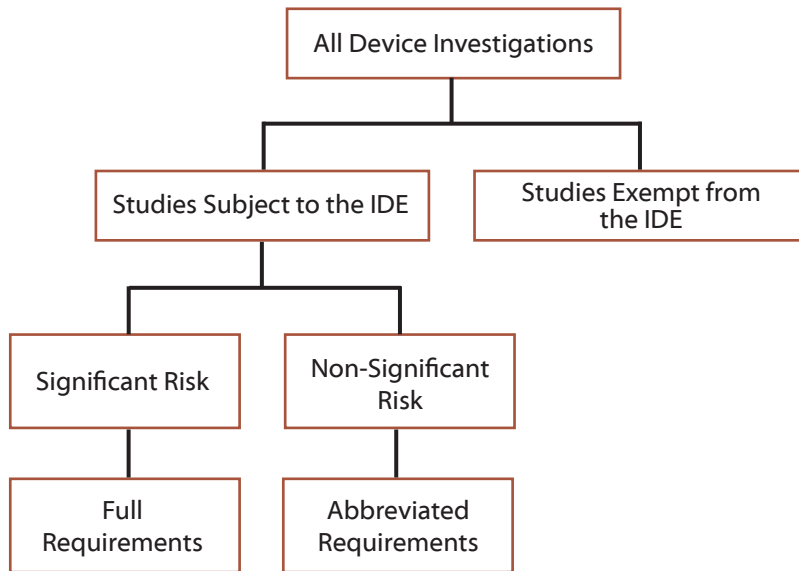 All Device Investigations
Studies Subject to the IDE
Studies Exempt from
the IDE
Significant Risk
Non-Significant
Risk
Full
Requirements
Abbreviated
Requirements